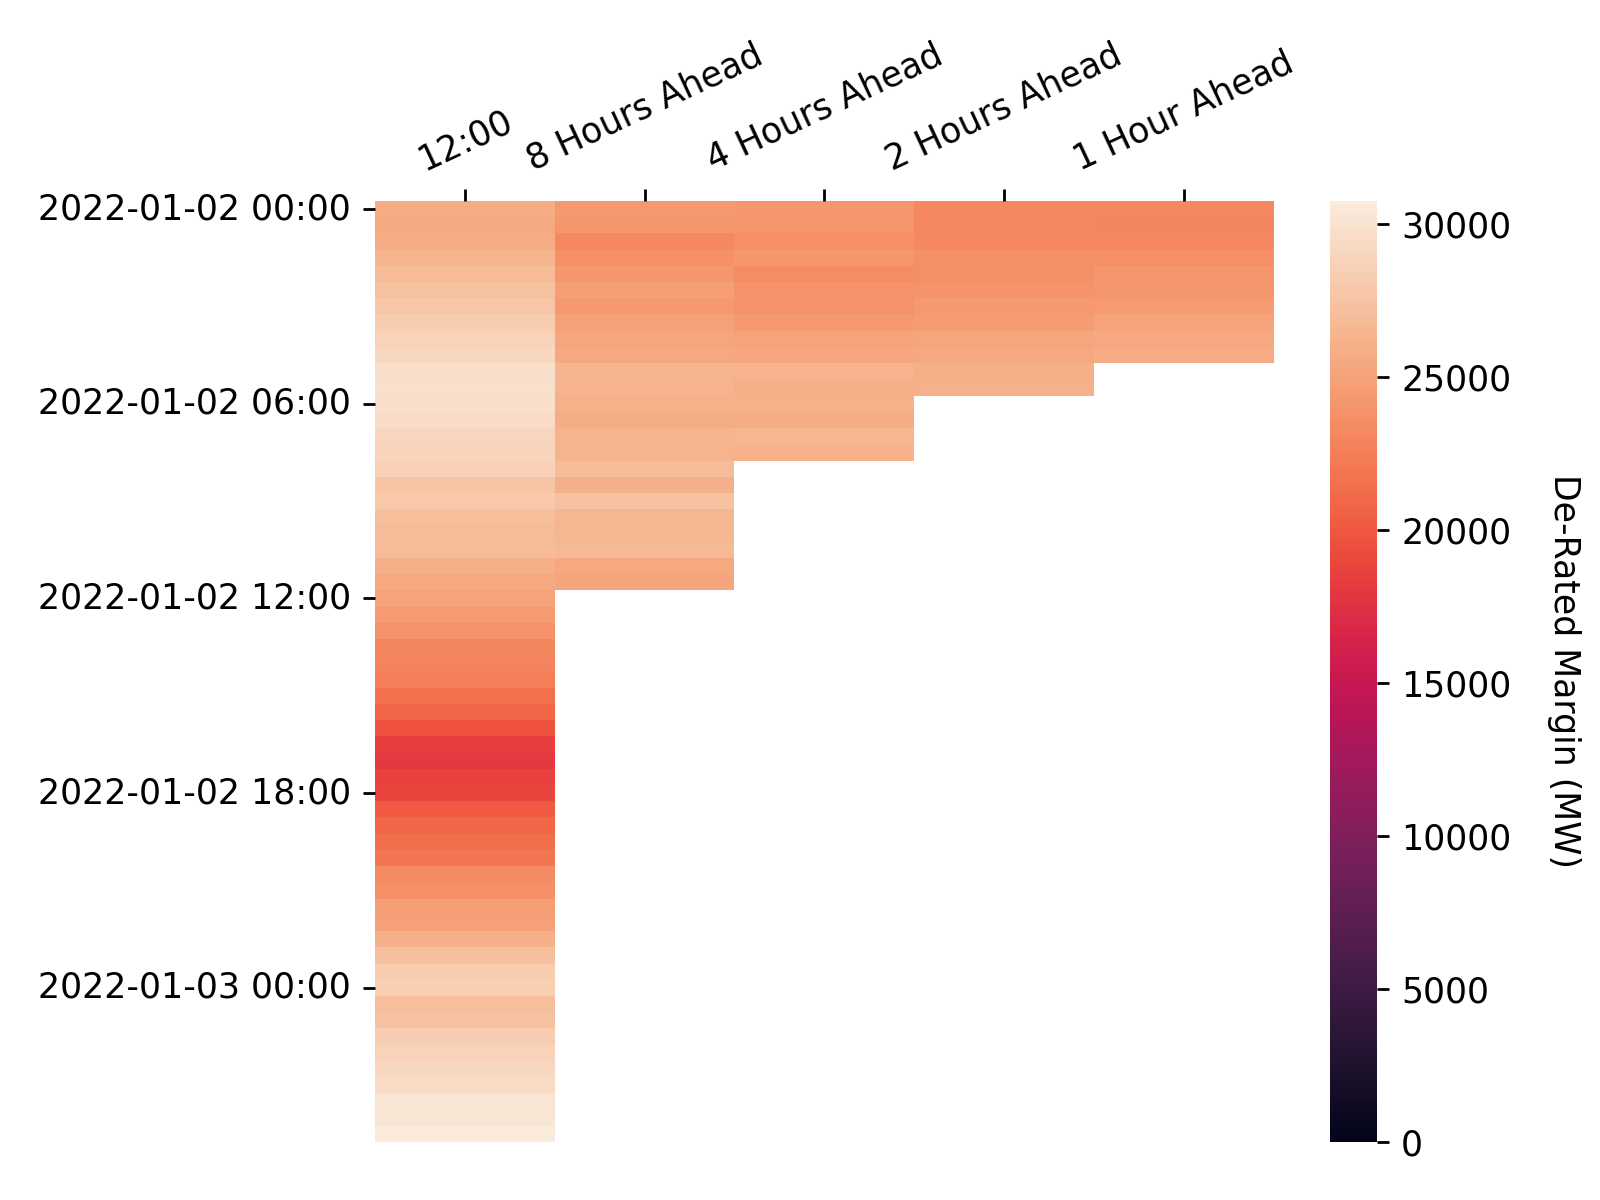 12:00
8 Hours Ahead
4 Hours Ahead
2 Hours Ahead
1 Hour Ahead
2022-01-02 00:00
2022-01-02 06:00
2022-01-02 12:00
2022-01-02 18:00
2022-01-03 00:00
30000
25000
20000
15000
10000
5000
0
De-Rated Margin (MW)